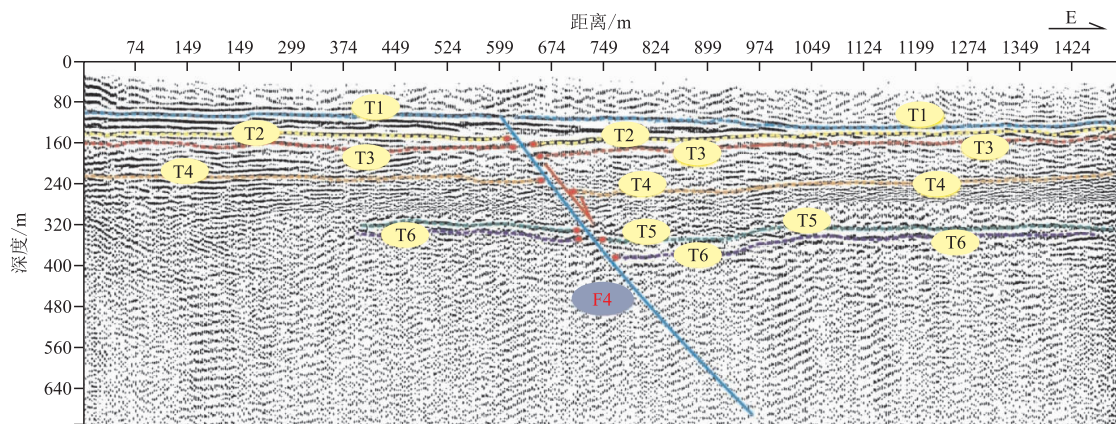 距离/m
E
74 149 149 299 374 449 524 599 674 749 824 899 974 1049 1124 1199 1274 1349 1424
0
80
160
240
320
400
480
560
640
深度/m
T1 T1
T2 T2
T3 T3 T3
T4 T4 T4
T5 T5
T6 T6 T6
F4